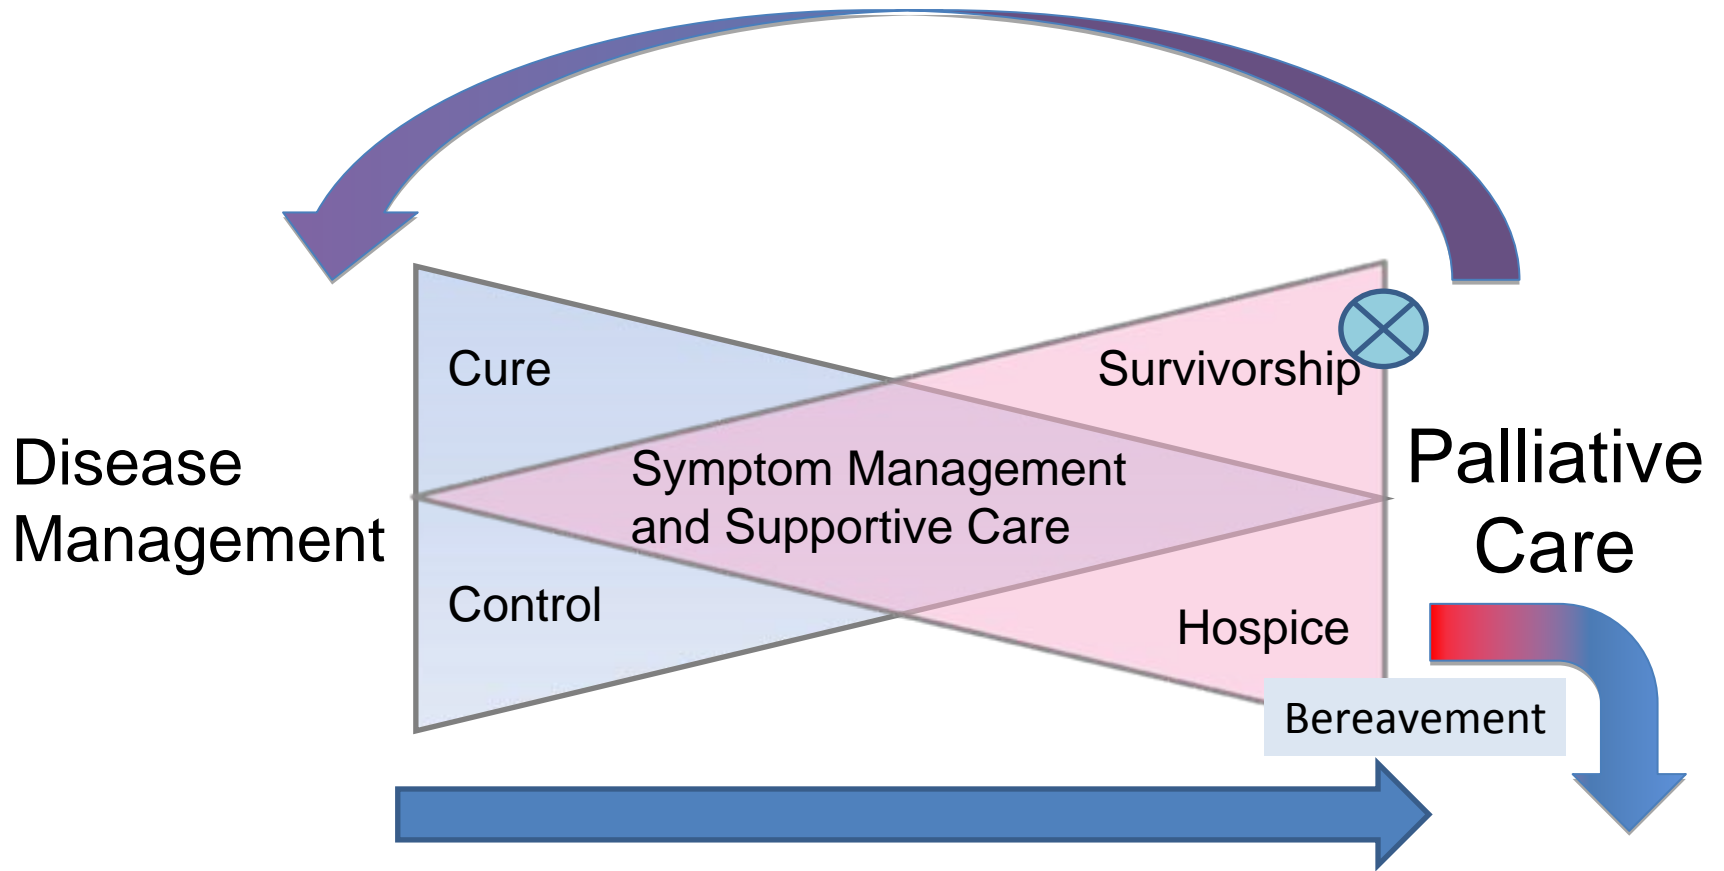 Cure
Survivorship
Disease
Management
Symptom Management
and Supportive Care
Palliative
Care
Control
Hospice
Bereavement